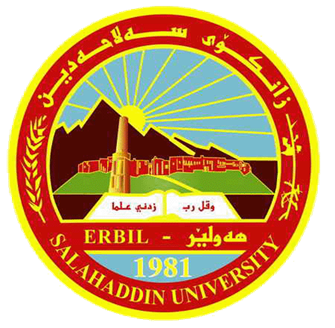 زانكۆی سەلاحەدین
وقل رب زدني علما
ERBIL - هەولێر
1981
SALAHADDIN UNIVERSITY